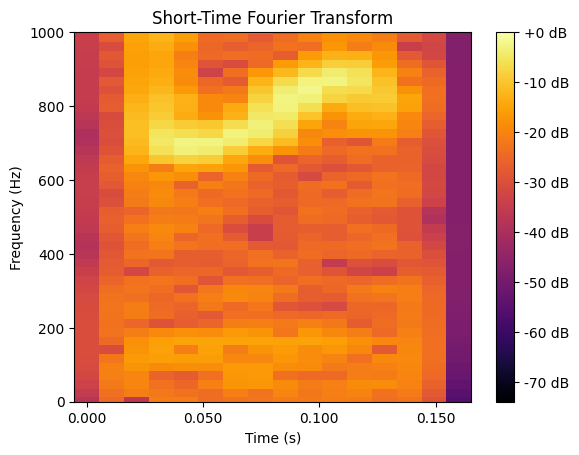 Short-Time Fourier Transform
1000
800
600
400
200
0
Frequency (Hz)
0.000
0.050
0.100
0.150
Time (s)
+0 dB
-10 dB
-20 dB
-30 dB
-40 dB
-50 dB
-60 dB
-70 dB